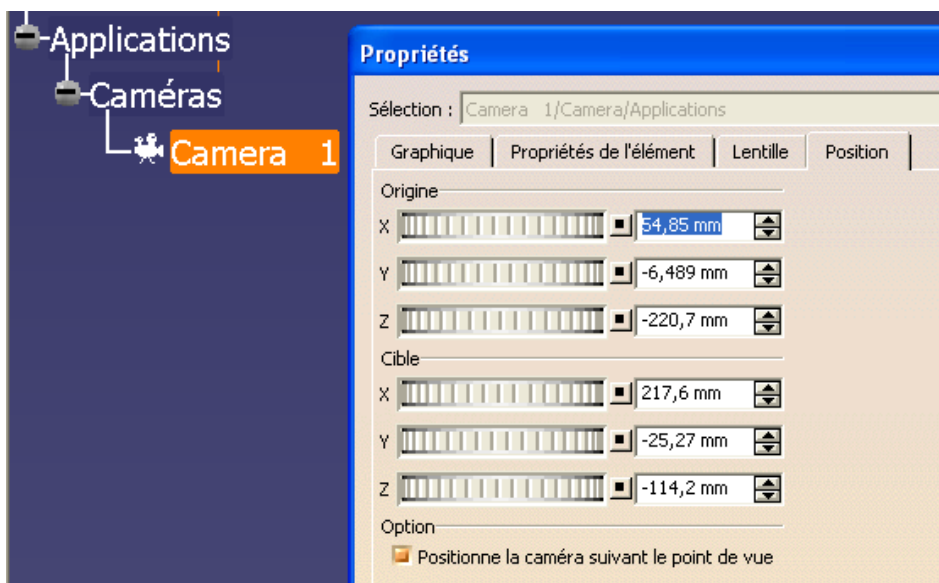 Applications
Caméras
Camera 1
Propriétés
Sélection : Camera 1/Camera/Applications
Graphique Propriétés de l'élément Lentille Position
Origine
X 54,85 mm
Y -6,489 mm
Z -220,7 mm
Cible
X 217,6 mm
Y -25,27 mm
Z -114,2 mm
Option
Positionne la caméra suivant le point de vue